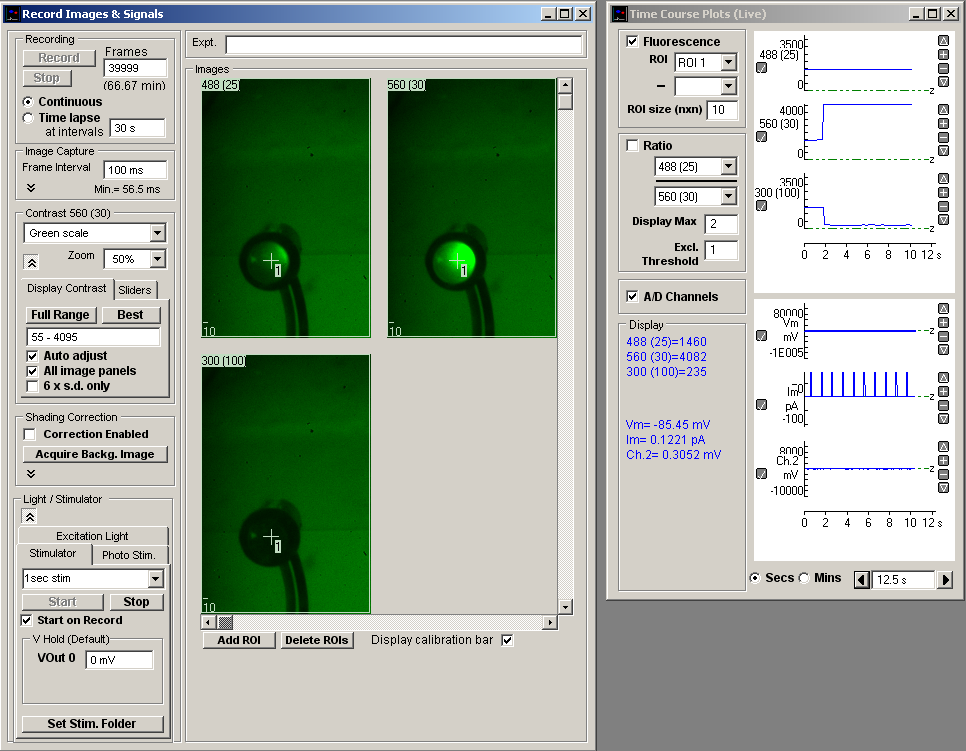 Record Images & Signals
Recording
Record
Stop
Frames
39999
(66.67 min)
Continuous
Time lapse
at intervals
30 s
Image Capture
Frame Interval
100 ms
Min.= 56.5 ms
Contrast 560 (30)
Green scale
Zoom
50%
Display Contrast
Sliders
Full Range
Best
55 - 4095
Auto adjust
All image panels
6 x s.d. only
Shading Correction
Correction Enabled
Acquire Backg. Image
Light / Stimulator
Excitation Light
Stimulator
Photo Stim.
1sec stim
Start
Stop
Start on Record
V Hold (Default)
VOut 0
0 mV
Set Stim. Folder
Expt.
Images
488 (25)
1
10
560 (30)
1
10
300 (100)
1
10
Add ROI
Delete ROIs
Display calibration bar
Time Course Plots (Live)
Fluorescence
ROI
ROI 1
–
ROI size (nxn)
10
Ratio
488 (25)
560 (30)
Display Max
2
Excl.
Threshold
1
A/D Channels
Display
488 (25)=1460
560 (30)=4082
300 (100)=235
Vm= -85.45 mV
Im= 0.1221 pA
Ch.2= 0.3052 mV
3500
488 (25)
0
z
4000
560 (30)
0
z
3500
300 (100)
0
z
0 2 4 6 8 10 12 s
80000
Vm
mV
-1E005
z
0
Im
pA
-100
z
8000
Ch.2
mV
-10000
z
0 2 4 6 8 10 12 s
Secs
Mins
12.5 s